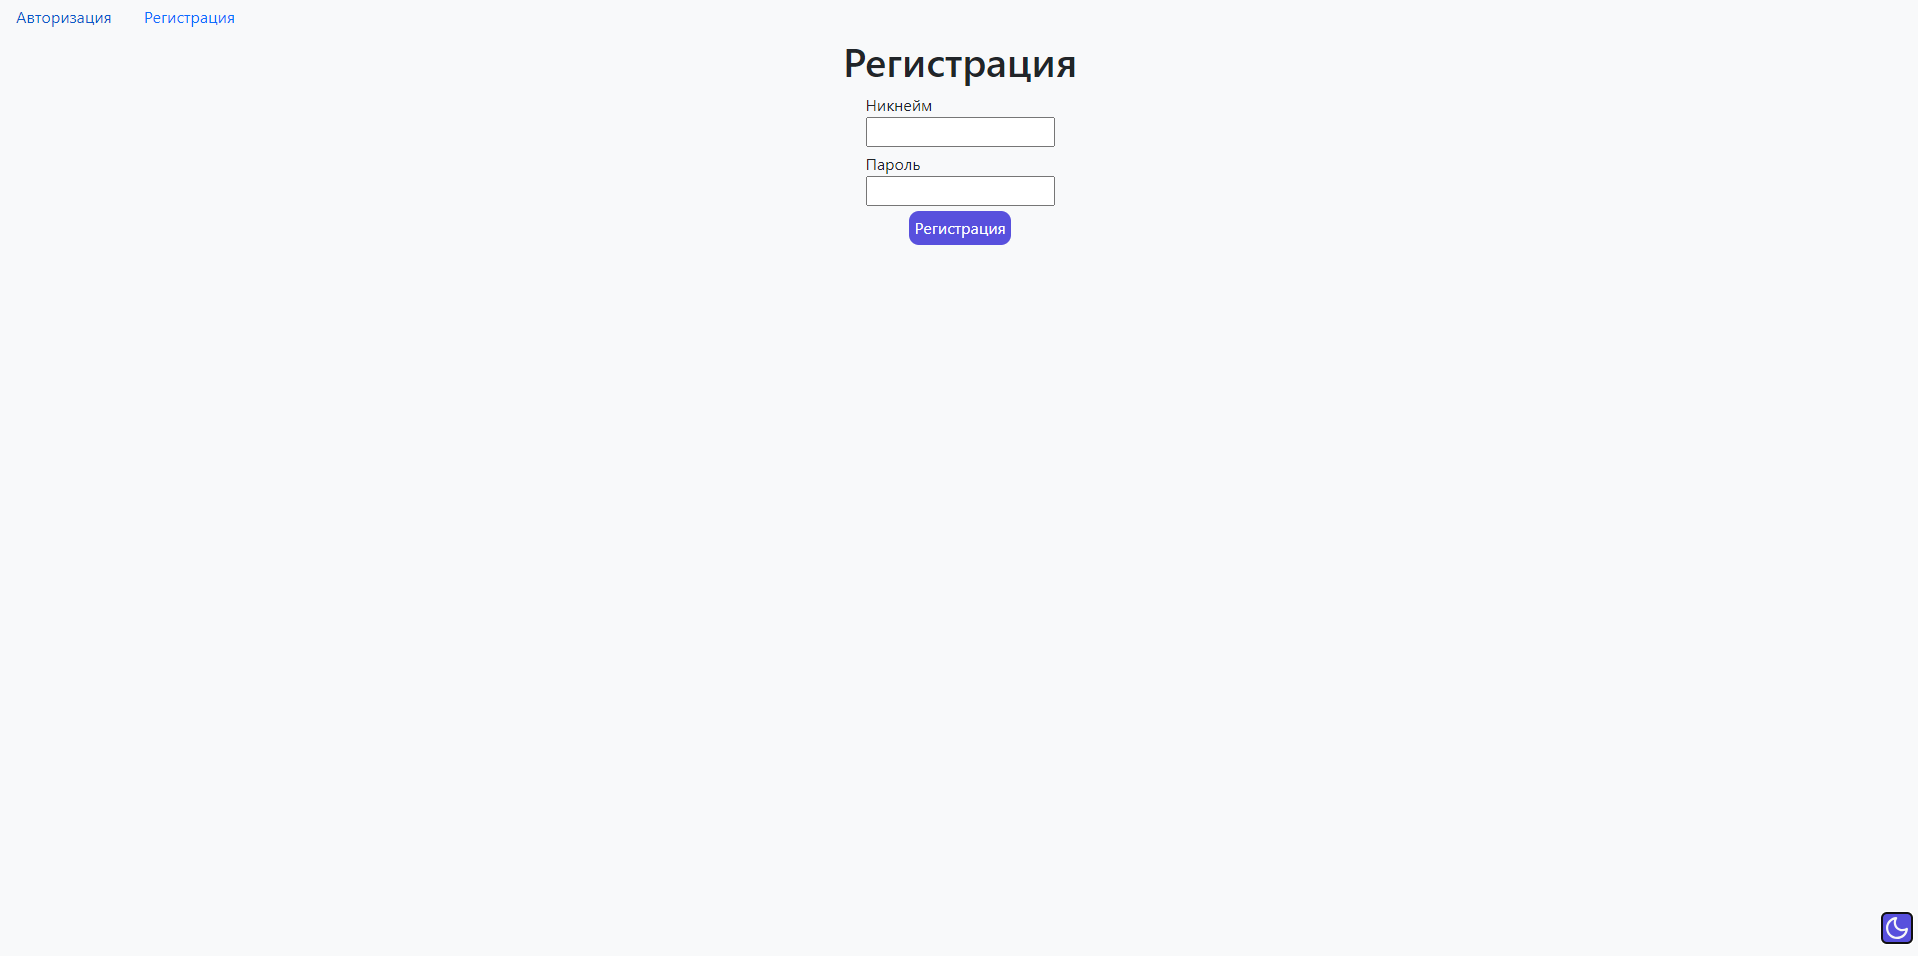 Авторизация Регистрация
Регистрация
Никнейм
Пароль
Регистрация